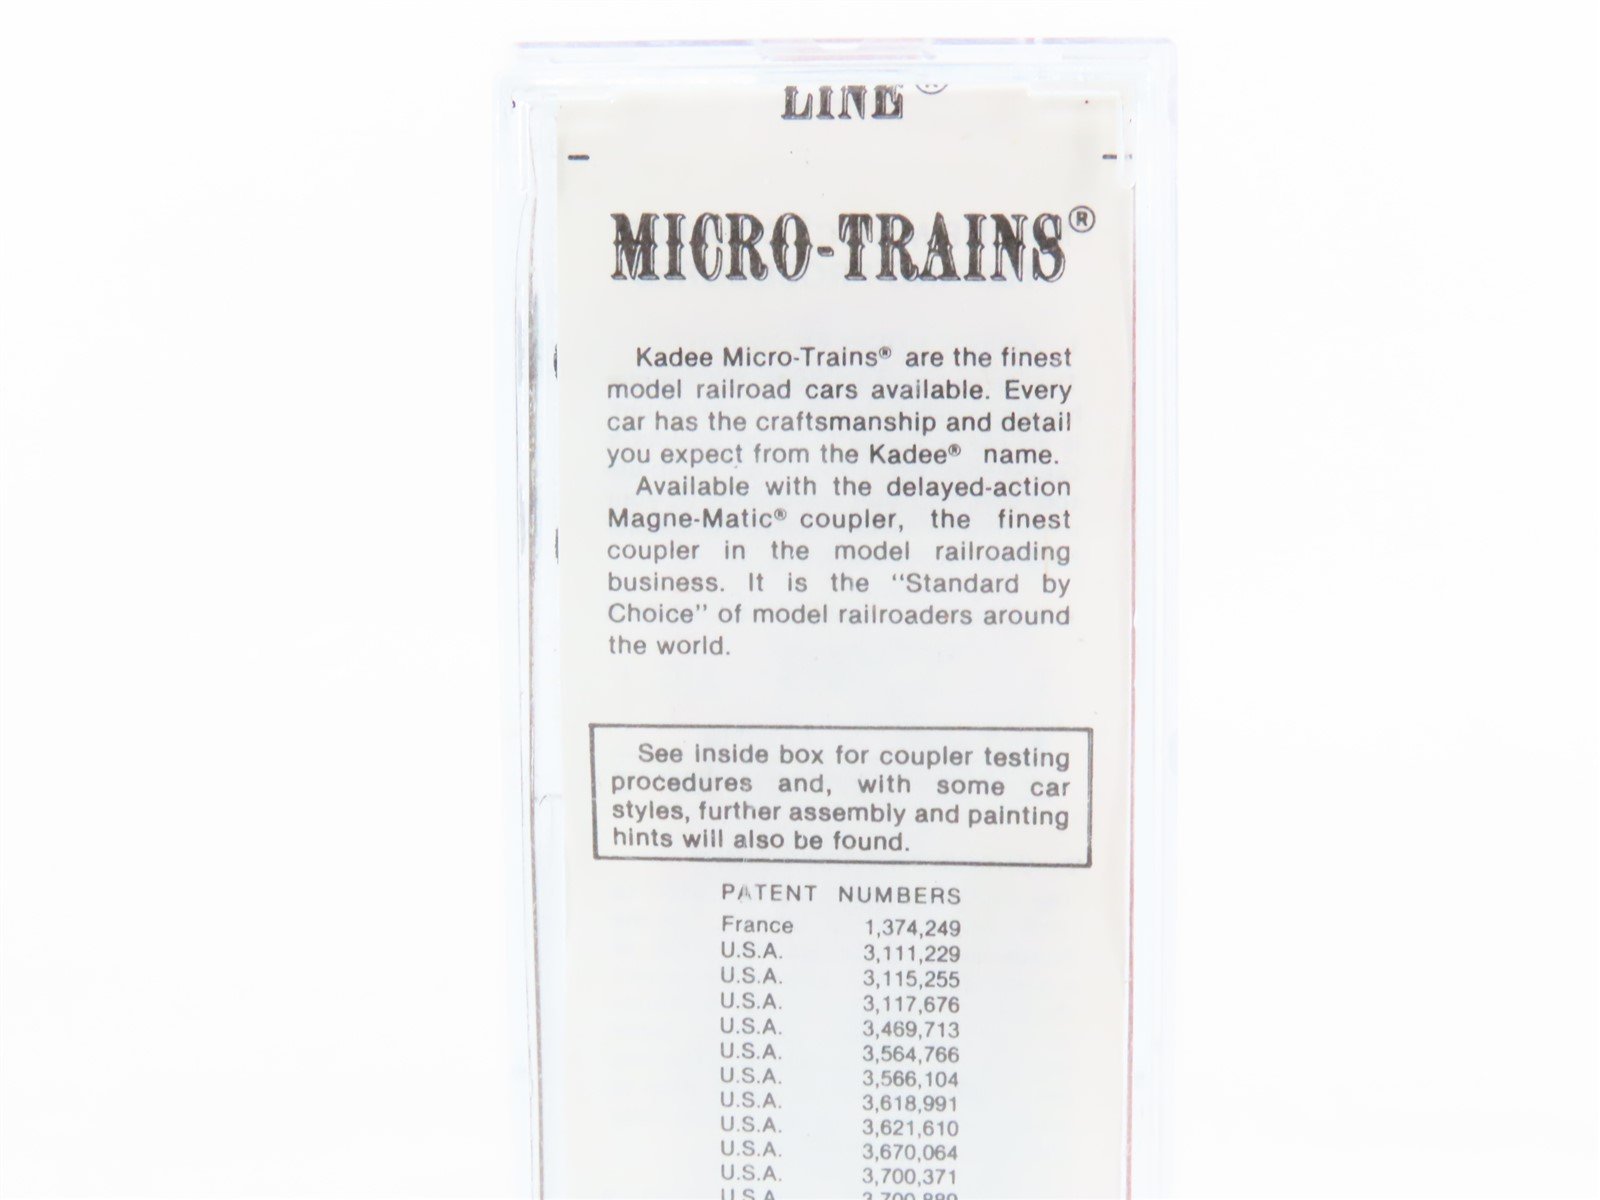 LINE®
MICRO-TRAINS®
Kadee Micro-Trains® are the finest
model railroad cars available. Every
car has the craftsmanship and detail
you expect from the Kadee® name.
Available with the delayed-action
Magne-Matic® coupler, the finest
coupler in the model railroading
business. It is the "Standard by
Choice" of model railroaders around
the world.
See inside box for coupler testing
procedures and, with some car
styles, further assembly and painting
hints will also be found.
PATENT NUMBERS
France 1,374,249
U.S.A. 3,111,229
U.S.A. 3,115,255
U.S.A. 3,117,676
U.S.A. 3,469,713
U.S.A. 3,564,766
U.S.A. 3,566,104
U.S.A. 3,618,991
U.S.A. 3,621,610
U.S.A. 3,670,064
U.S.A. 3,700,371
U.S.A.